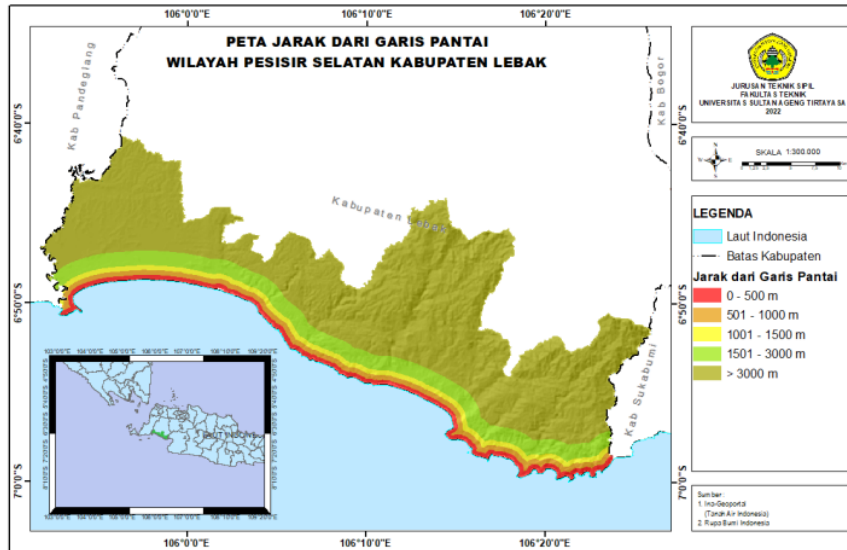 106°0'0"E 106°10'0"E 106°20'0"E
PETA JARAK DARI GARIS PANTAI
WILAYAH PESISIR SELATAN KABUPATEN LEBAK
Kab Pandeglang
Kab Bogor
Kabupaten Lebak
Kab Sukabumi
6°40'0"S
6°50'0"S
7°0'0"S
6°40'0"S
6°50'0"S
7°0'0"S
106°0'0"E 106°10'0"E 106°20'0"E
JURUSAN TEKNIK SIPIL
FAKULTAS TEKNIK
UNIVERSITAS SULTAN AGENG TIRTAYASA
2022
SKALA 1:300.000
LEGENDA
Laut Indonesia
Batas Kabupaten
Jarak dari Garis Pantai
0 - 500 m
501 - 1000 m
1001 - 1500 m
1501 - 3000 m
> 3000 m
Sumber :
1. Ina-Geoportal
(Tanah Air Indonesia)
2. Rupa Bumi Indonesia